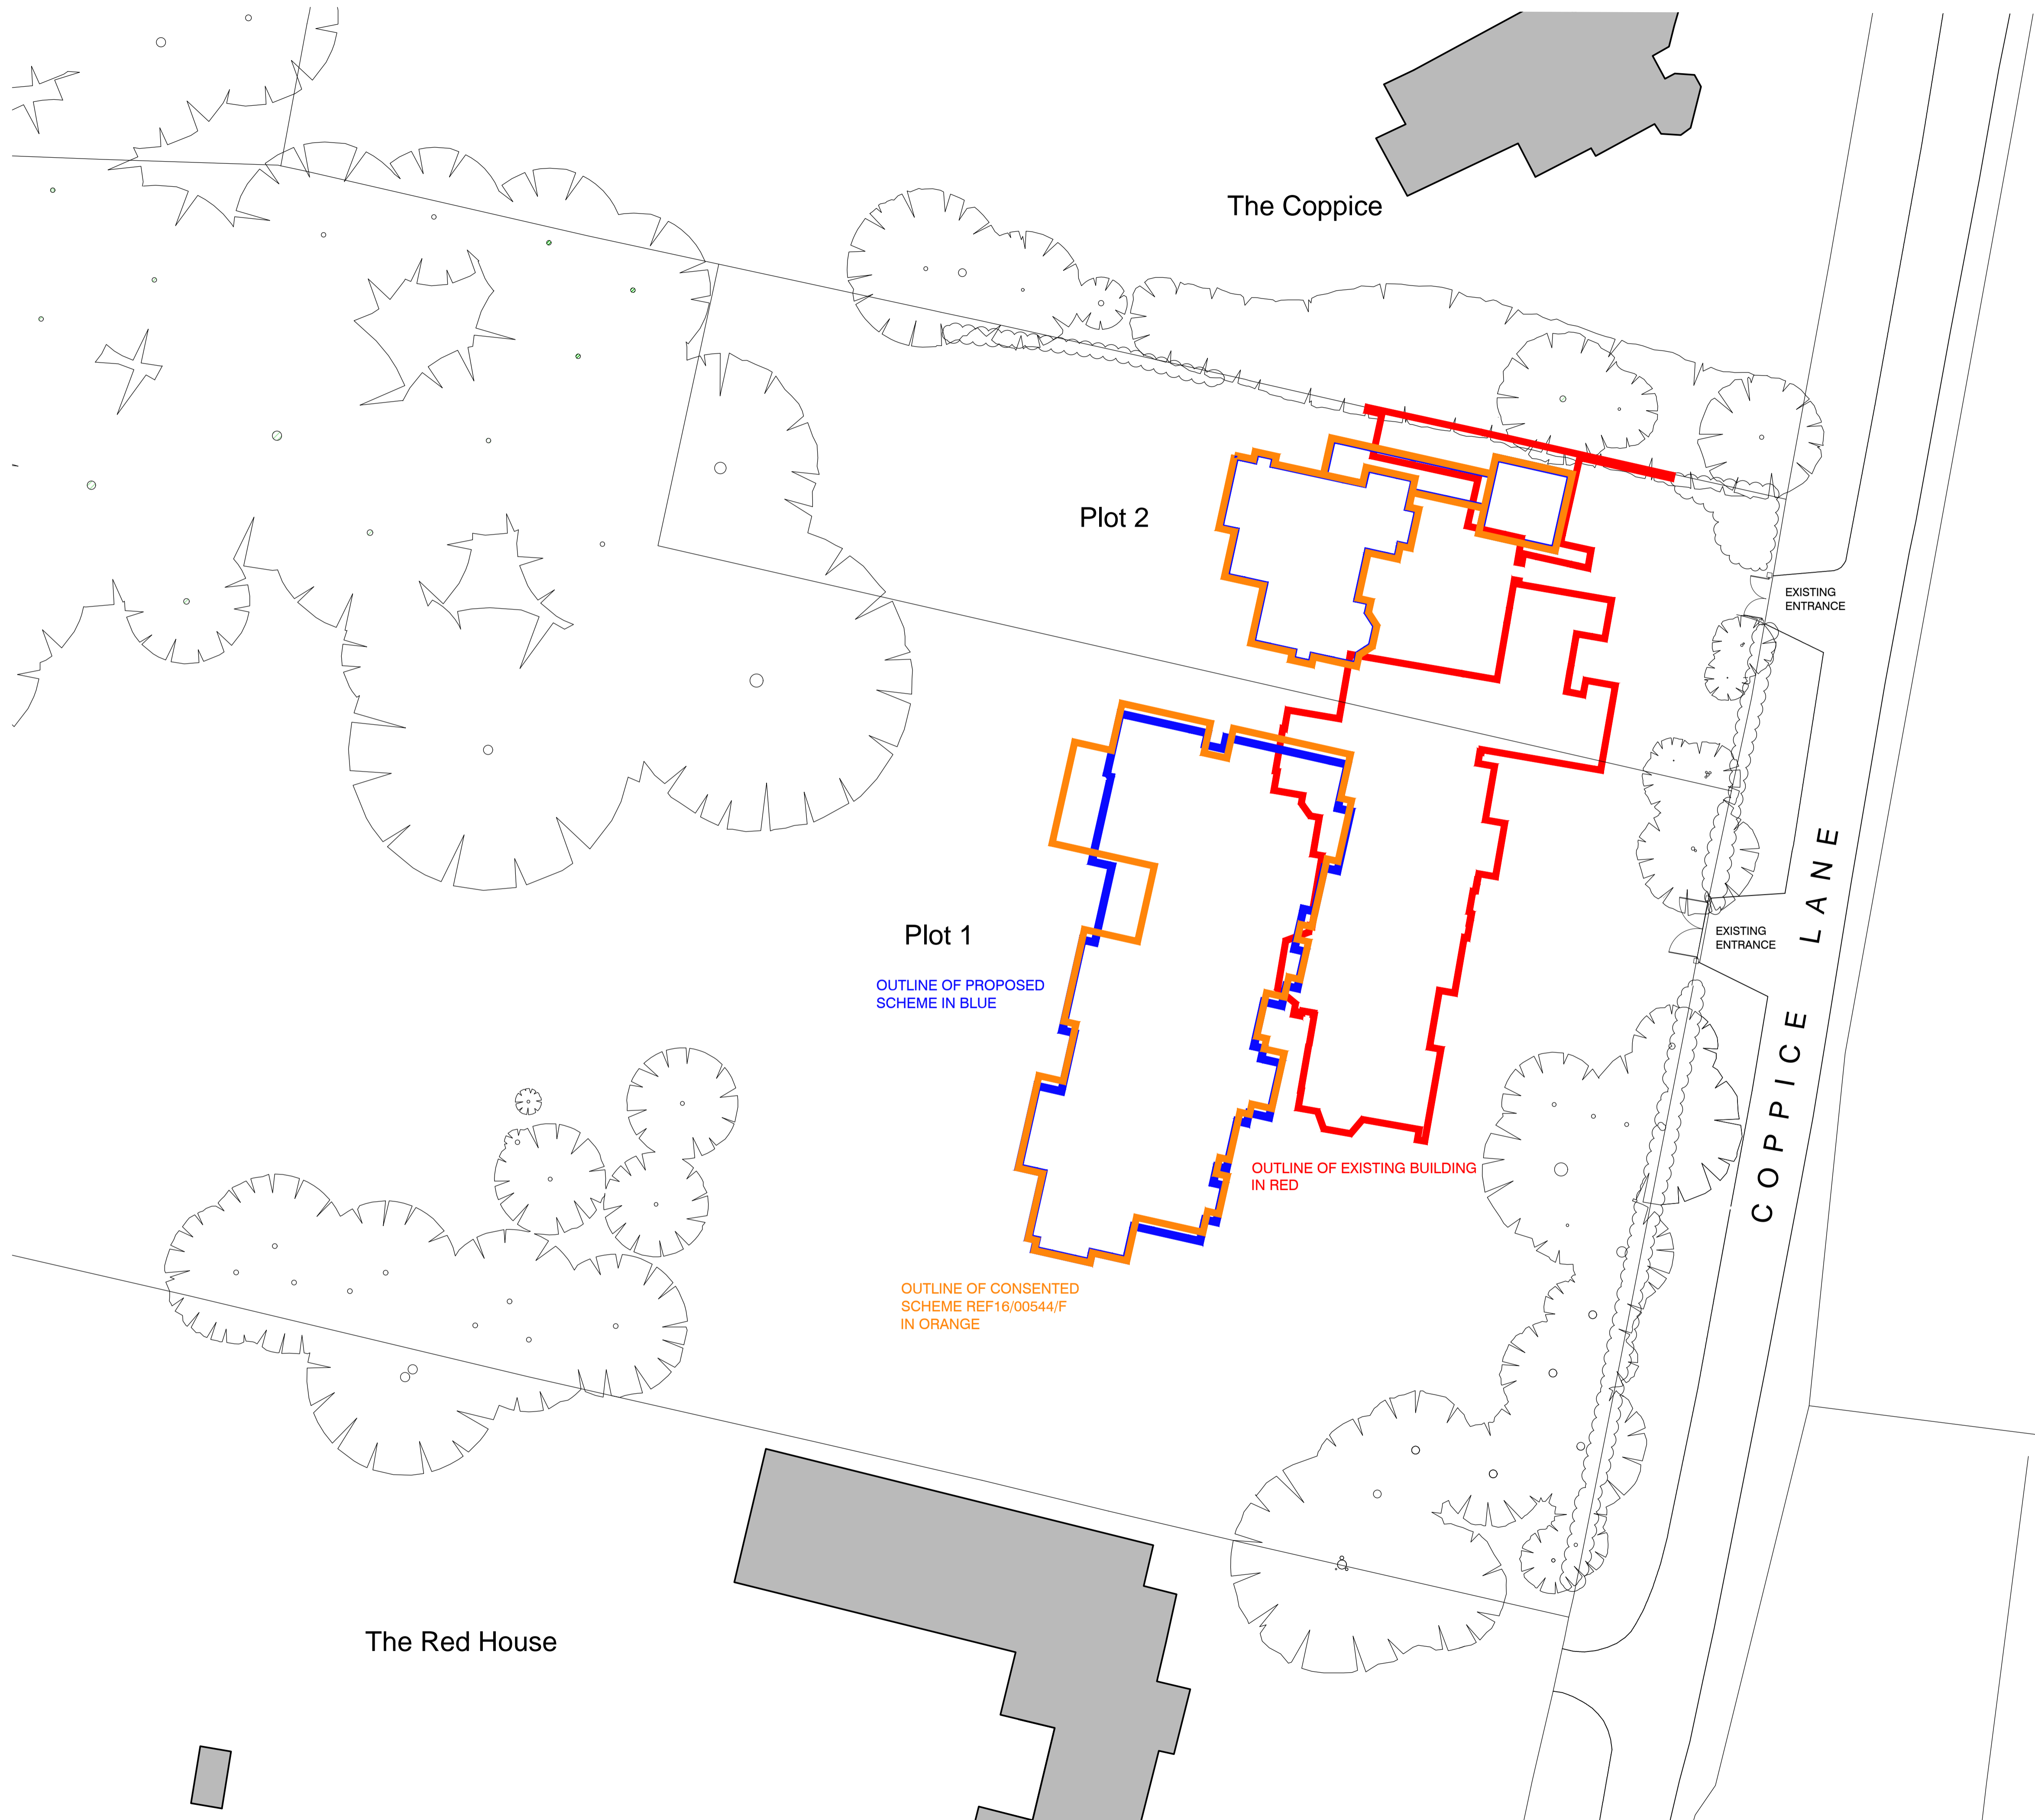 The Coppice
Plot 2
EXISTING
ENTRANCE
Plot 1
EXISTING
ENTRANCE
OUTLINE OF PROPOSED
SCHEME IN BLUE
COPPICE LANE
OUTLINE OF EXISTING BUILDING
IN RED
OUTLINE OF CONSENTED
SCHEME REF16/00544/F
IN ORANGE
The Red House